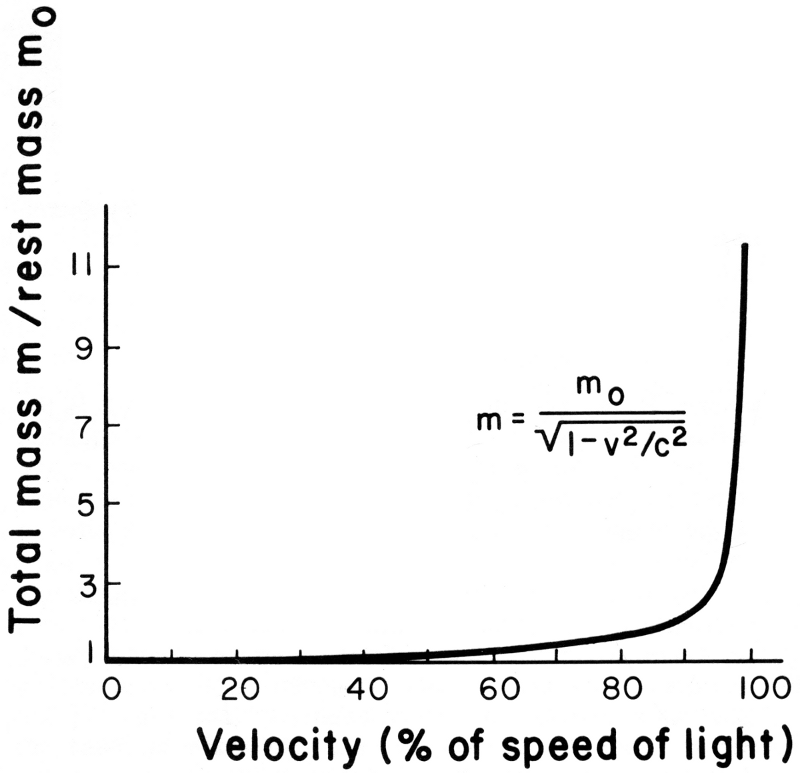 Total mass m/rest mass m₀
11
9
7
5
3
1
m = m₀ / √1-v²/c²
0 20 40 60 80 100
Velocity (% of speed of light)